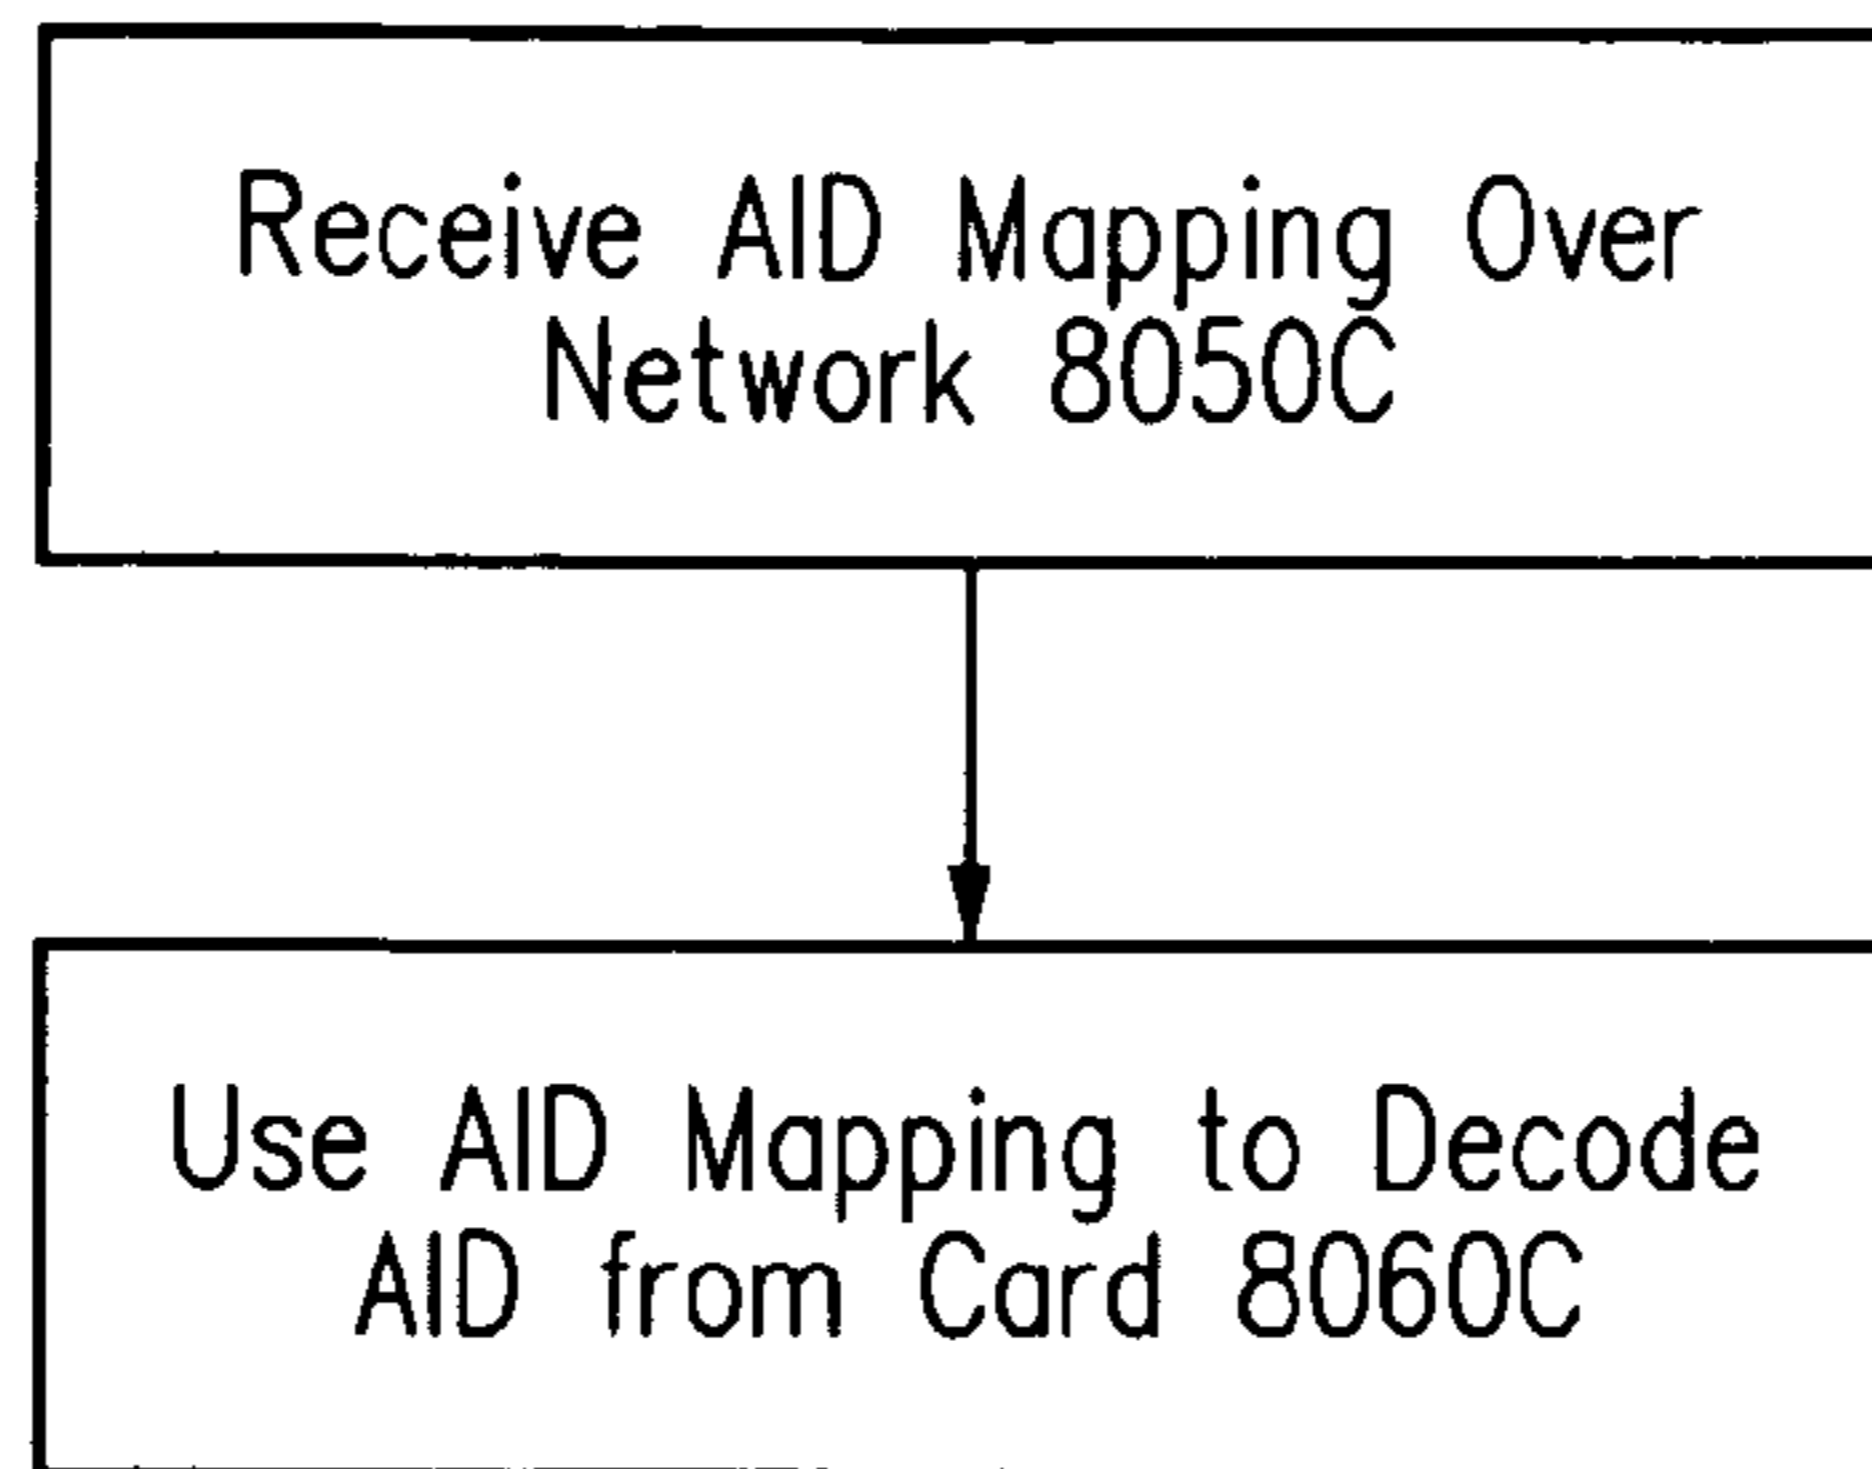 Receive AID Mapping Over
Network 8050C
Use AID Mapping to Decode
AID from Card 8060C